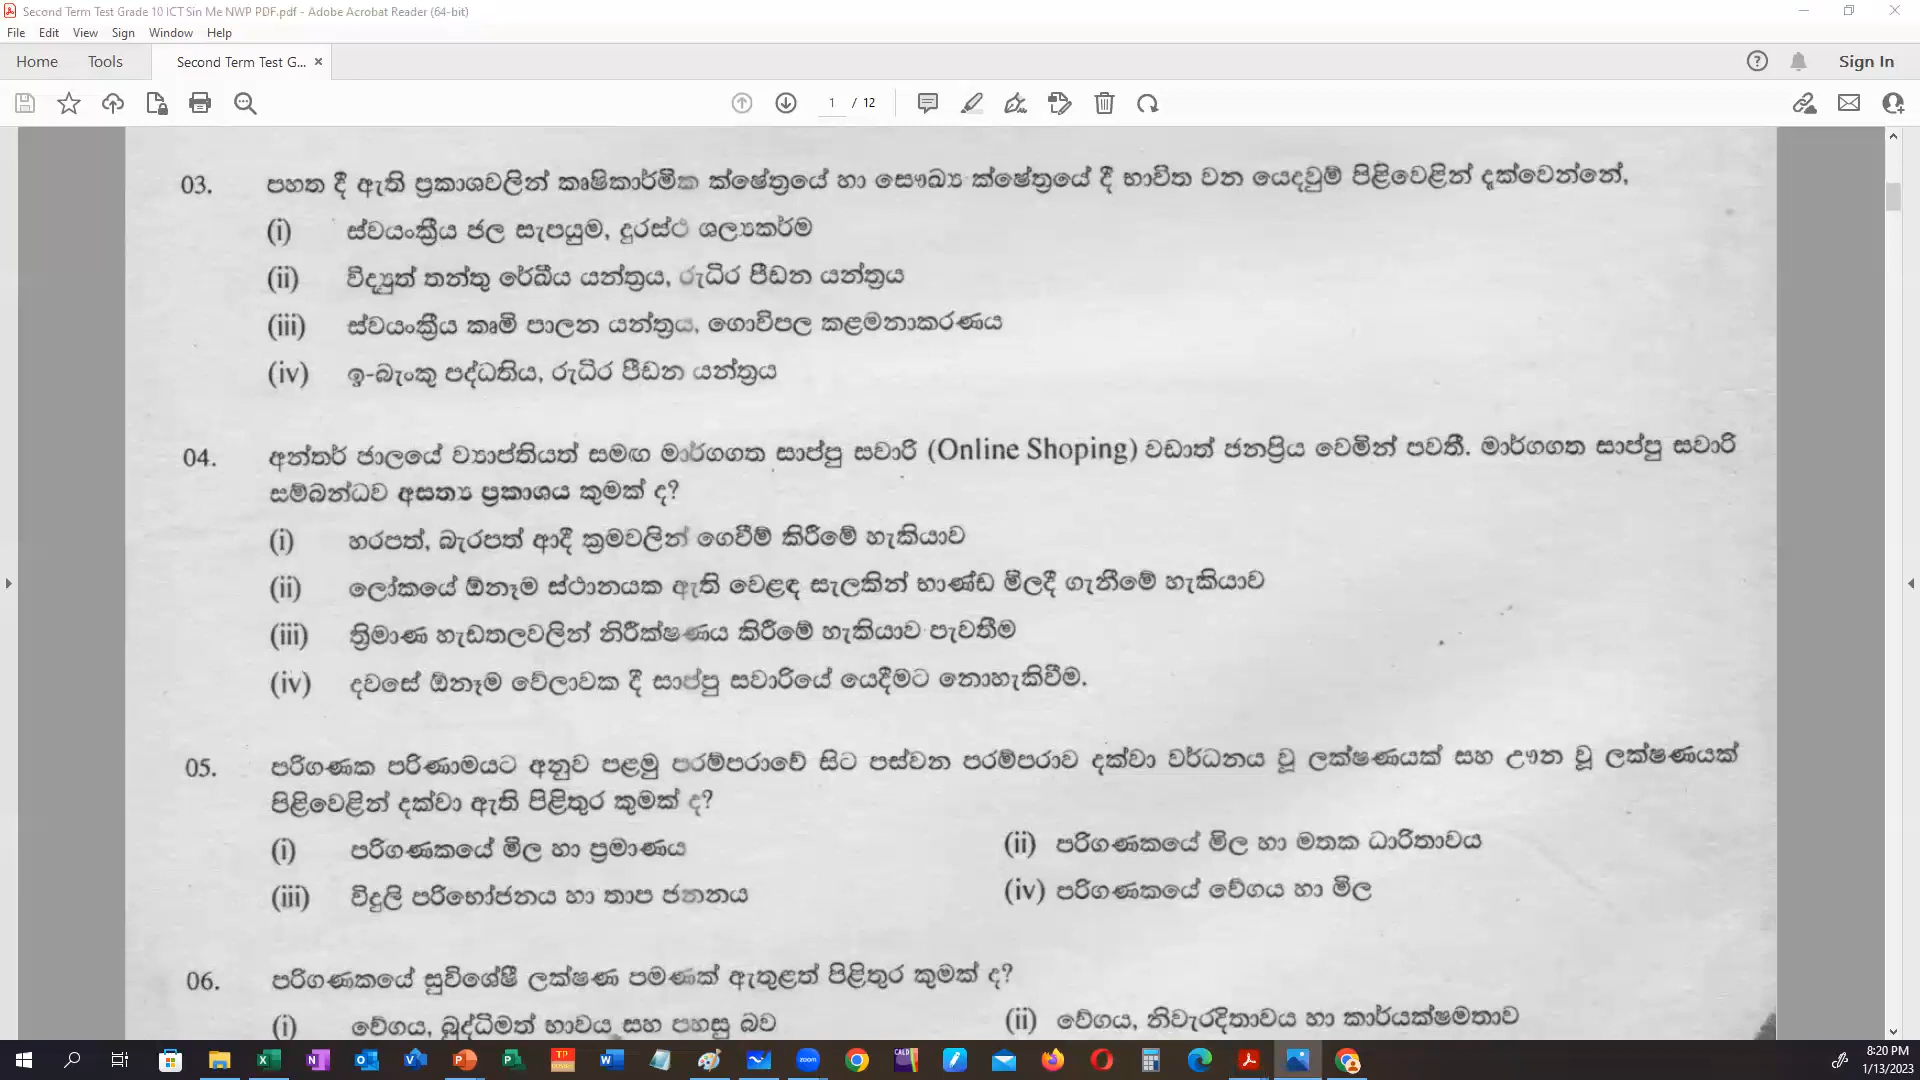 Second Term Test Grade 10 ICT Sin Me NWP PDF.pdf - Adobe Acrobat Reader (64-bit)
File Edit View Sign Window Help
Home Tools Second Term Test G... × Sign In
1 / 12
03. පහත දී ඇති ප්‍රකාශවලින් කෘෂිකාර්මික ක්ෂේත්‍රයේ හා සෞඛ්‍ය ක්ෂේත්‍රයේ දී භාවිත වන යෙදවුම් පිළිවෙළින් දැක්වෙන්නේ,
(i) ස්වයංක්‍රීය ජල සැපයුම, දුරස්ථ ශල්‍යකර්ම
(ii) විද්‍යුත් තන්තු රේඛීය යන්ත්‍රය, රුධිර පීඩන යන්ත්‍රය
(iii) ස්වයංක්‍රීය කෘමි පාලන යන්ත්‍රය, ගොවිපල කළමනාකරණය
(iv) ඉ-බැංකු පද්ධතිය, රුධිර පීඩන යන්ත්‍රය
04. අන්තර් ජාලයේ ව්‍යාප්තියත් සමඟ මාර්ගගත සාප්පු සවාරි (Online Shoping) වඩාත් ජනප්‍රිය වෙමින් පවතී. මාර්ගගත සාප්පු සවාරි
සම්බන්ධව අසත්‍ය ප්‍රකාශය කුමක් ද?
(i) හරපත්, බැරපත් ආදී ක්‍රමවලින් ගෙවීම් කිරීමේ හැකියාව
(ii) ලෝකයේ ඕනෑම ස්ථානයක ඇති වෙළඳ සැලකින් භාණ්ඩ මිලදී ගැනීමේ හැකියාව
(iii) ත්‍රිමාණ හැඩතලවලින් නිරීක්ෂණය කිරීමේ හැකියාව පැවතීම
(iv) දවසේ ඕනෑම වේලාවක දී සාප්පු සවාරියේ යෙදීමට නොහැකිවීම.
05. පරිගණක පරිණාමයට අනුව පළමු පරම්පරාවේ සිට පස්වන පරම්පරාව දක්වා වර්ධනය වූ ලක්ෂණයක් සහ ඌන වූ ලක්ෂණයක්
පිළිවෙළින් දක්වා ඇති පිළිතුර කුමක් ද?
(i) පරිගණකයේ මිල හා ප්‍රමාණය (ii) පරිගණකයේ මිල හා මතක ධාරිතාවය
(iii) විදුලි පරිභෝජනය හා තාප ජනනය (iv) පරිගණකයේ වේගය හා මිල
06. පරිගණකයේ සුවිශේෂී ලක්ෂණ පමණක් ඇතුළත් පිළිතුර කුමක් ද?
(i) වේගය, බුද්ධිමත් භාවය සහ පහසු බව (ii) වේගය, නිවැරදිතාවය හා කාර්යක්ෂමතාව
8:20 PM
1/13/2023